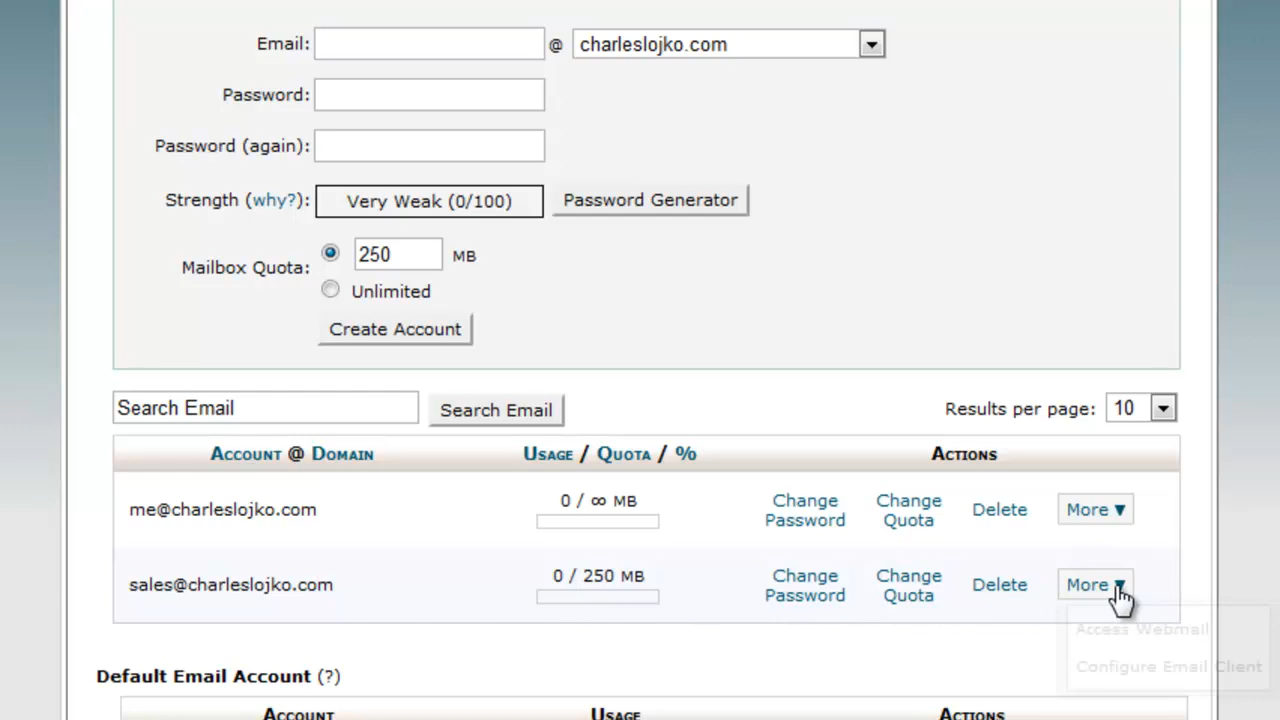 Email: @ charleslojko.com
Password:
Password (again):
Strength (why?): Very Weak (0/100) Password Generator
Mailbox Quota: 250 MB
Unlimited
Create Account
Search Email Search Email Results per page: 10
Account @ Domain Usage / Quota / % Actions
me@charleslojko.com 0 / ∞ MB Change Password Change Quota Delete More ▼
sales@charleslojko.com 0 / 250 MB Change Password Change Quota Delete More ▼
Access Webmail
Configure Email Client
Default Email Account (?)
Account Usage Actions